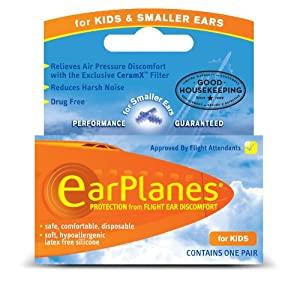 for KIDS & SMALLER EARS
Relieves Air Pressure Discomfort
with the Exclusive CeramX™ Filter
Reduces Harsh Noise
Drug Free
GOOD
HOUSEKEEPING
for Smaller Ears
PERFORMANCE GUARANTEED
Approved By Flight Attendants
earPlanes®
PROTECTION from FLIGHT EAR DISCOMFORT
• safe, comfortable, disposable
• soft, hypoallergenic
latex free silicone
for KIDS
CONTAINS ONE PAIR